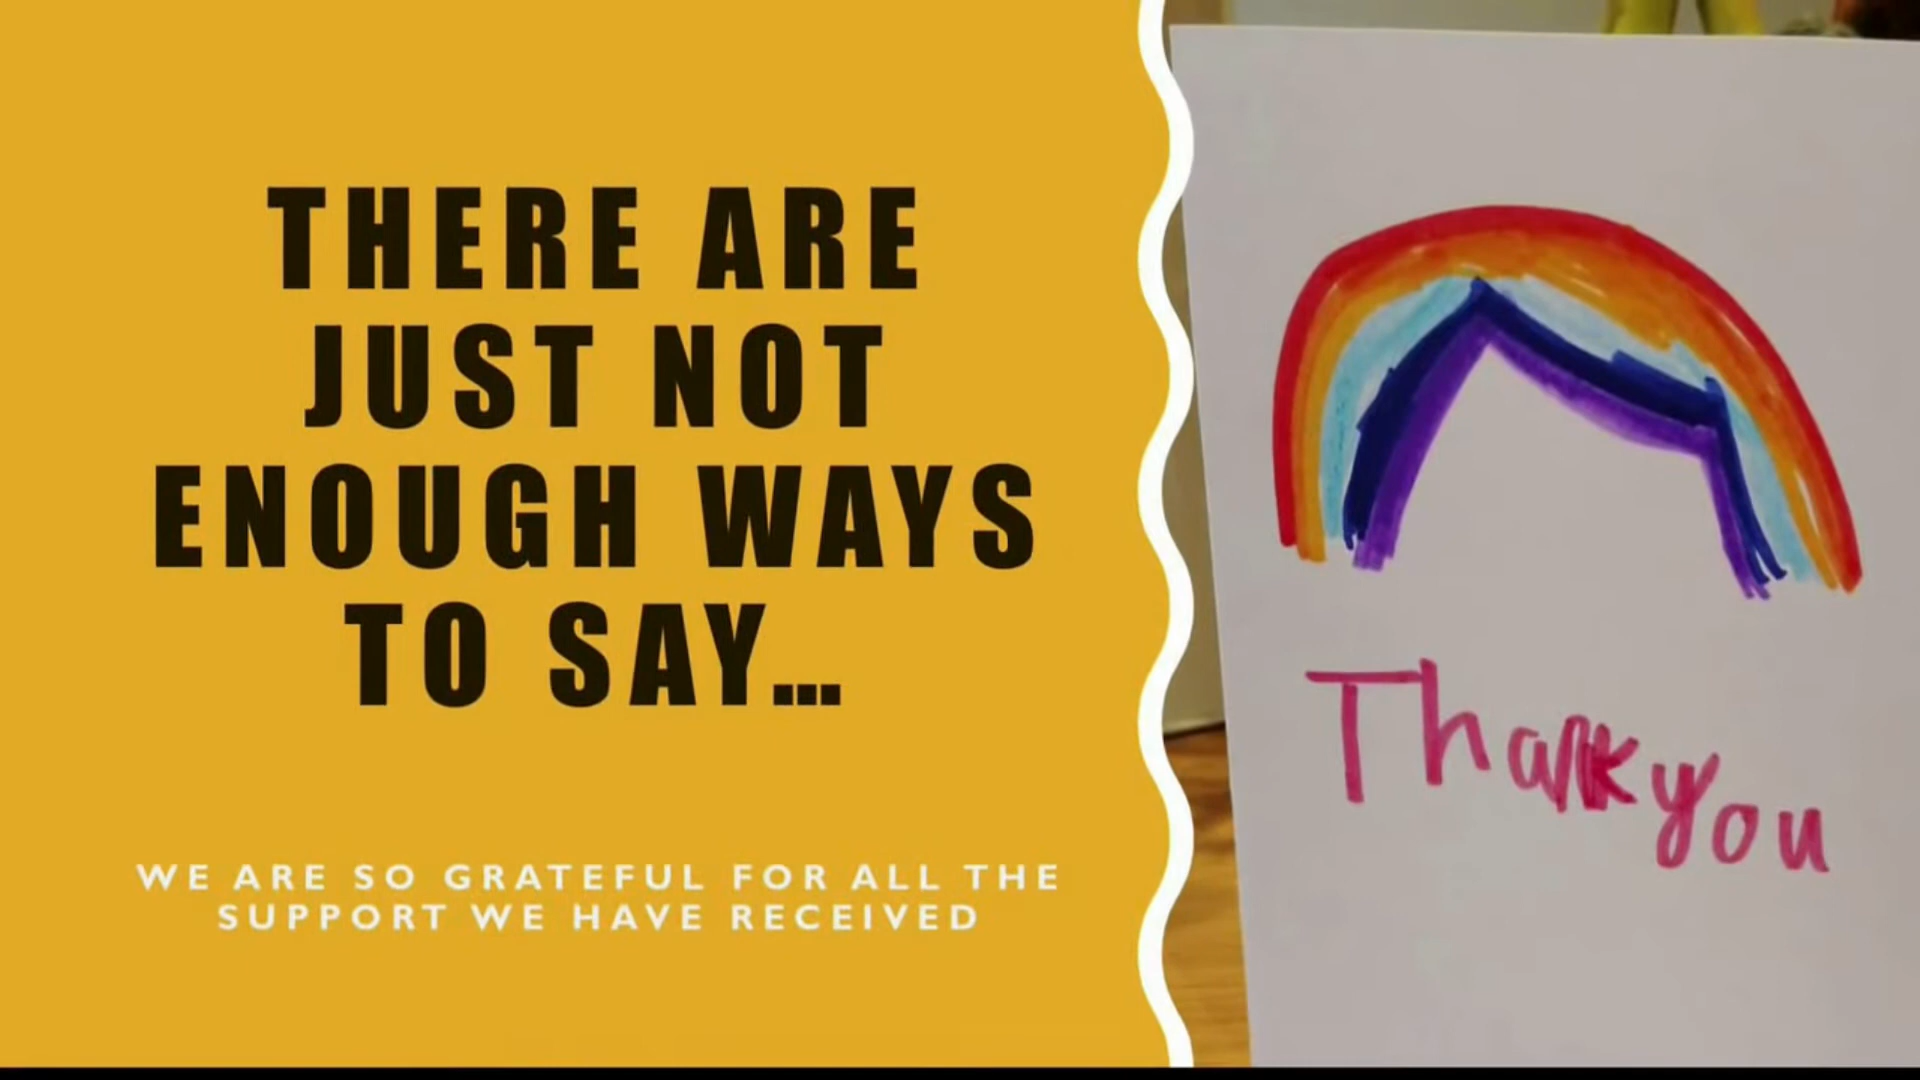 THERE ARE
JUST NOT
ENOUGH WAYS
TO SAY...
WE ARE SO GRATEFUL FOR ALL THE
SUPPORT WE HAVE RECEIVED
Thank you